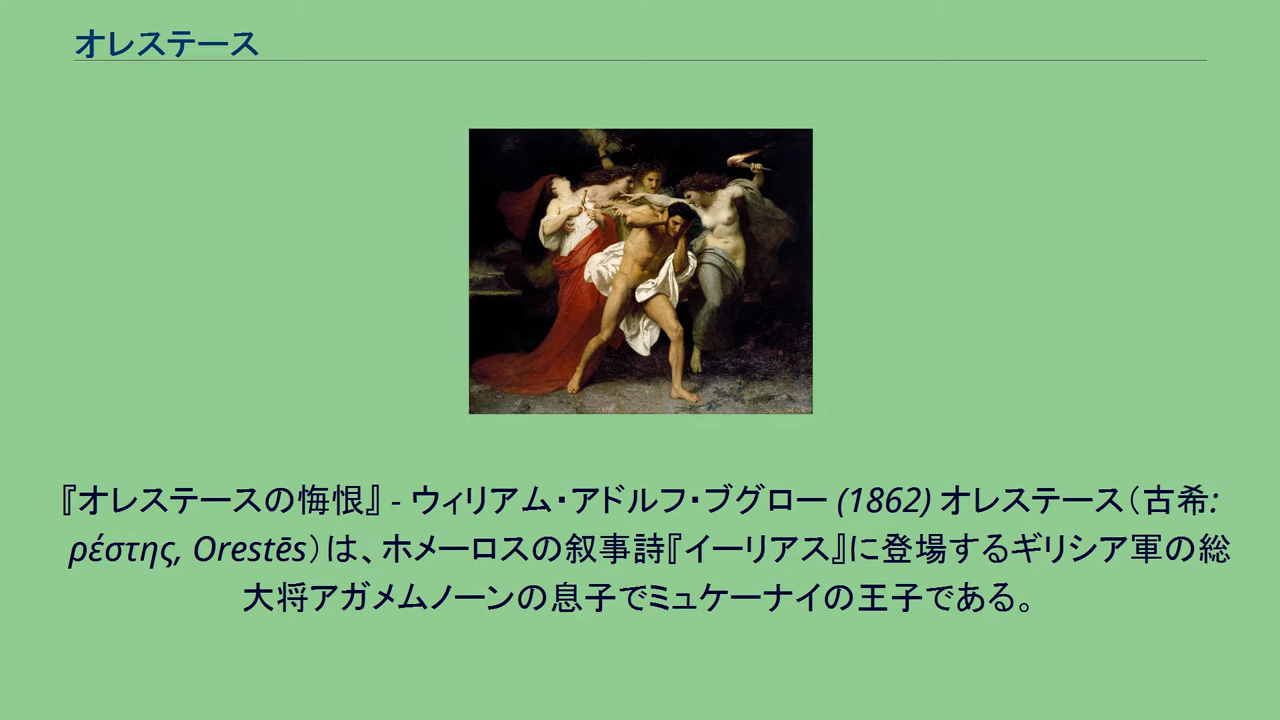 オレステース
『オレステースの悔恨』 - ウィリアム・アドルフ・ブグロー (1862) オレステース（古希:
ρέστης, Orestēs）は、ホメーロスの叙事詩『イーリアス』に登場するギリシア軍の総
大将アガメムノーンの息子でミュケーナイの王子である。